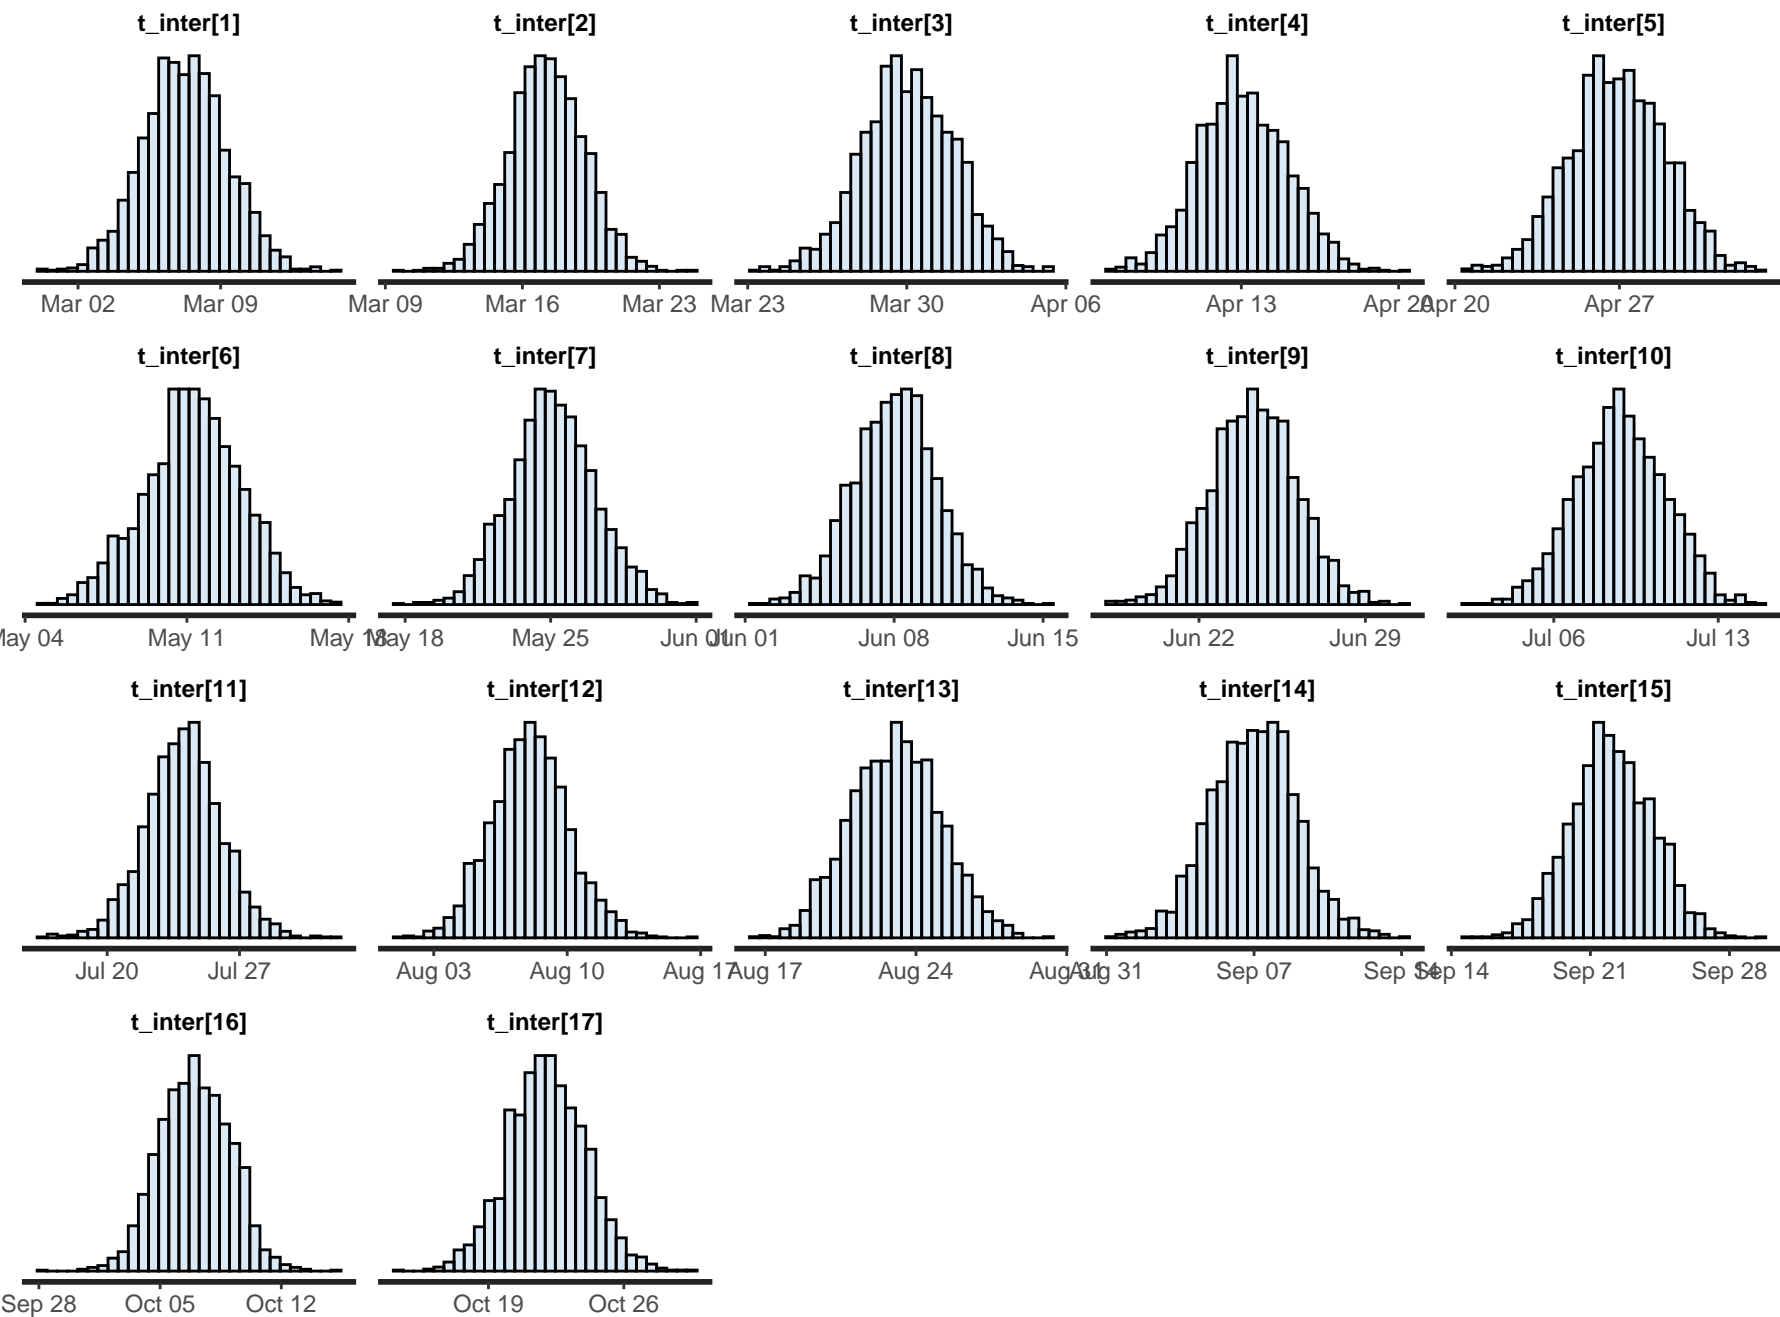 t_inter[1] t_inter[2] t_inter[3] t_inter[4] t_inter[5]
Mar 02 Mar 09 Mar 09 Mar 16 Mar 23 Mar 23 Mar 30 Apr 06 Apr 13 Apr 20 Apr 20 Apr 27
t_inter[6] t_inter[7] t_inter[8] t_inter[9] t_inter[10]
May 04 May 11 May 18 May 18 May 25 Jun 01 Jun 01 Jun 08 Jun 15 Jun 22 Jun 29 Jul 06 Jul 13
t_inter[11] t_inter[12] t_inter[13] t_inter[14] t_inter[15]
Jul 20 Jul 27 Aug 03 Aug 10 Aug 17 Aug 17 Aug 24 Aug 31 Aug 31 Sep 07 Sep 14 Sep 14 Sep 21 Sep 28
t_inter[16] t_inter[17]
Sep 28 Oct 05 Oct 12 Oct 19 Oct 26